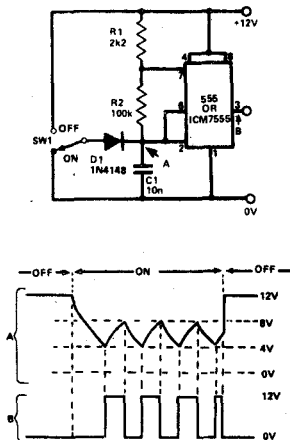 +12V
R1
2k2
4 8
7
R2
100k
555
OR
ICM7555
3
B
6
2
1
OFF
SW1
ON
D1
1N4148
A
C1
10n
0V
OFF ON OFF
12V
8V
A
4V
0V
12V
B
0V